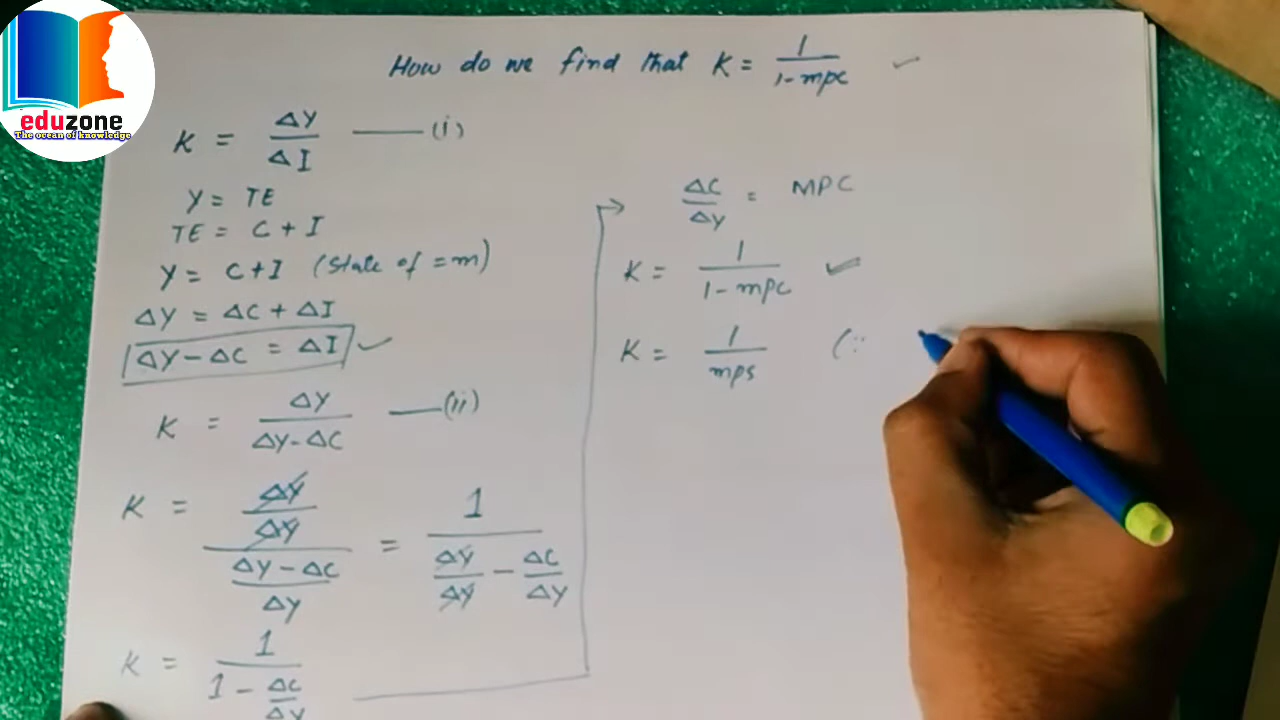 eduzone
The ocean of knowledge
How do we find that K = 1/(1-mpc) ✓
K = ΔY/ΔI —— (i)
Y = TE
TE = C + I
Y = C+I (State of =m)
ΔY = ΔC + ΔI
ΔY - ΔC = ΔI ✓
K = ΔY/(ΔY-ΔC) —— (ii)
K = (ΔY/ΔY)/((ΔY-ΔC)/ΔY) = 1/(ΔY/ΔY - ΔC/ΔY)
K = 1/(1 - ΔC/ΔY)
ΔC/ΔY = MPC
K = 1/(1-mpc) ✓
K = 1/mps (∵